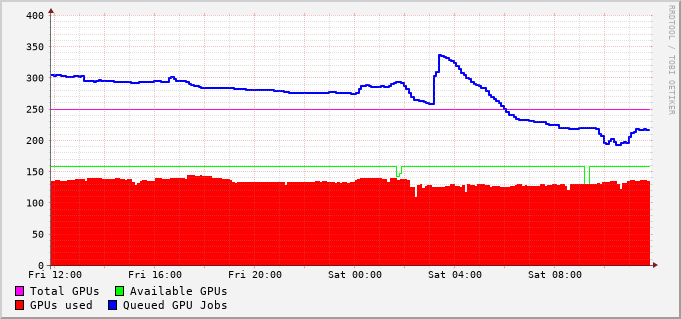 RRDTOOL / TOBI OETIKER
400
350
300
250
200
150
100
50
0
Fri 12:00 Fri 16:00 Fri 20:00 Sat 00:00 Sat 04:00 Sat 08:00
Total GPUs Available GPUs
GPUs used Queued GPU Jobs